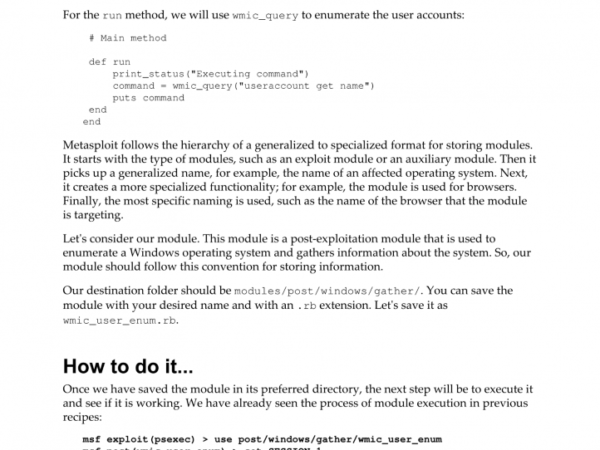 For the run method, we will use wmic_query to enumerate the user accounts:
# Main method
def run
print_status("Executing command")
command = wmic_query("useraccount get name")
puts command
end
end
Metasploit follows the hierarchy of a generalized to specialized format for storing modules.
It starts with the type of modules, such as an exploit module or an auxiliary module. Then it
picks up a generalized name, for example, the name of an affected operating system. Next,
it creates a more specialized functionality; for example, the module is used for browsers.
Finally, the most specific naming is used, such as the name of the browser that the module
is targeting.
Let's consider our module. This module is a post-exploitation module that is used to
enumerate a Windows operating system and gathers information about the system. So, our
module should follow this convention for storing information.
Our destination folder should be modules/post/windows/gather/. You can save the
module with your desired name and with an .rb extension. Let's save it as
wmic_user_enum.rb.
How to do it...
Once we have saved the module in its preferred directory, the next step will be to execute it
and see if it is working. We have already seen the process of module execution in previous
recipes:
msf exploit(psexec) > use post/windows/gather/wmic_user_enum